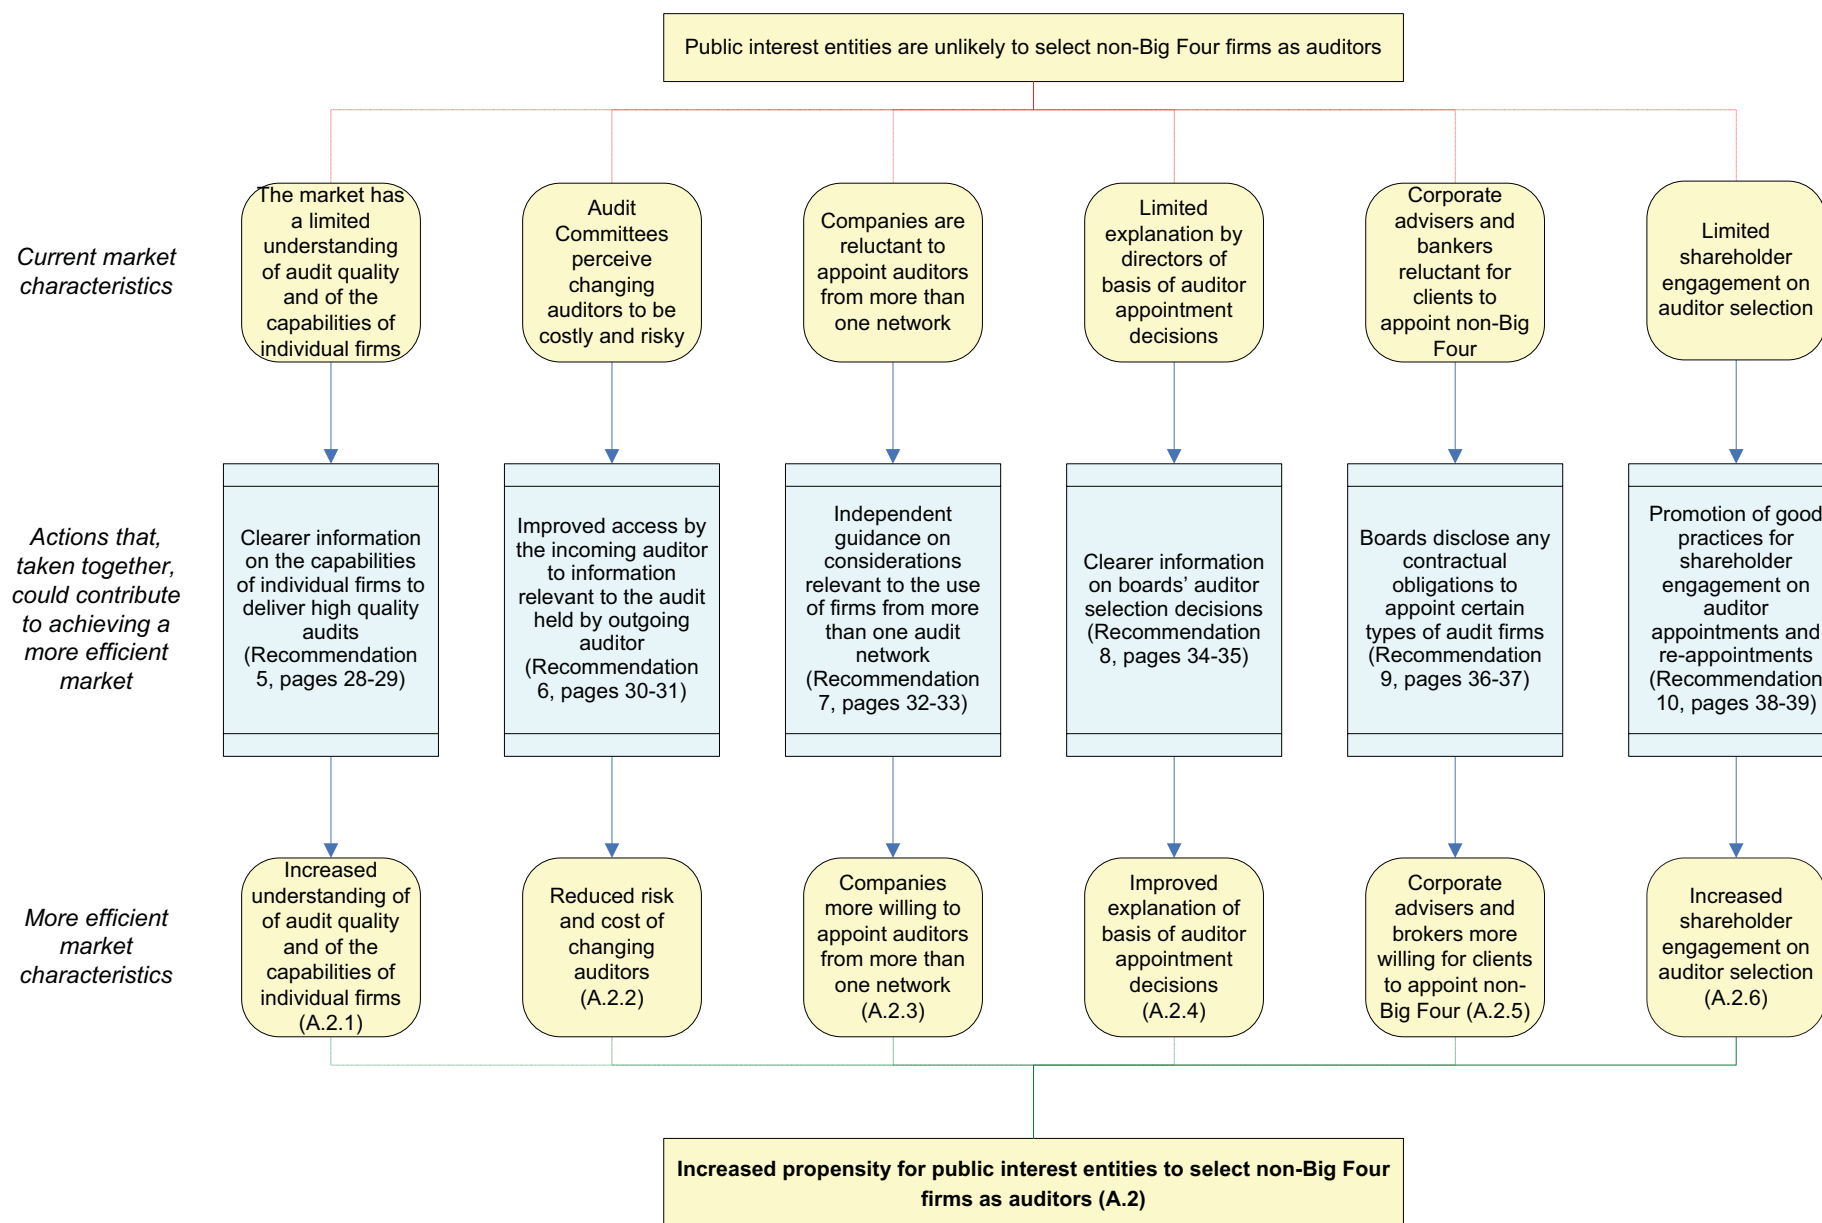 Public interest entities are unlikely to select non-Big Four firms as auditors
Current market
characteristics
The market has
a limited
understanding
of audit quality
and of the
capabilities of
individual firms
Audit
Committees
perceive
changing
auditors to be
costly and risky
Companies are
reluctant to
appoint auditors
from more than
one network
Limited
explanation by
directors of
basis of auditor
appointment
decisions
Corporate
advisers and
bankers
reluctant for
clients to
appoint non-Big
Four
Limited
shareholder
engagement on
auditor selection
Actions that,
taken together,
could contribute
to achieving a
more efficient
market
Clearer information
on the capabilities
of individual firms to
deliver high quality
audits
(Recommendation
5, pages 28-29)
Improved access by
the incoming auditor
to information
relevant to the audit
held by outgoing
auditor
(Recommendation
6, pages 30-31)
Independent
guidance on
considerations
relevant to the use
of firms from more
than one audit
network
(Recommendation
7, pages 32-33)
Clearer information
on boards’ auditor
selection decisions
(Recommendation
8, pages 34-35)
Boards disclose any
contractual
obligations to
appoint certain
types of audit firms
(Recommendation
9, pages 36-37)
Promotion of good
practices for
shareholder
engagement on
auditor
appointments and
re-appointments
(Recommendation
10, pages 38-39)
More efficient
market
characteristics
Increased
understanding of
of audit quality
and of the
capabilities of
individual firms
(A.2.1)
Reduced risk
and cost of
changing
auditors
(A.2.2)
Companies
more willing to
appoint auditors
from more than
one network
(A.2.3)
Improved
explanation of
basis of auditor
appointment
decisions
(A.2.4)
Corporate
advisers and
brokers more
willing for clients
to appoint non-
Big Four (A.2.5)
Increased
shareholder
engagement on
auditor selection
(A.2.6)
Increased propensity for public interest entities to select non-Big Four
firms as auditors (A.2)